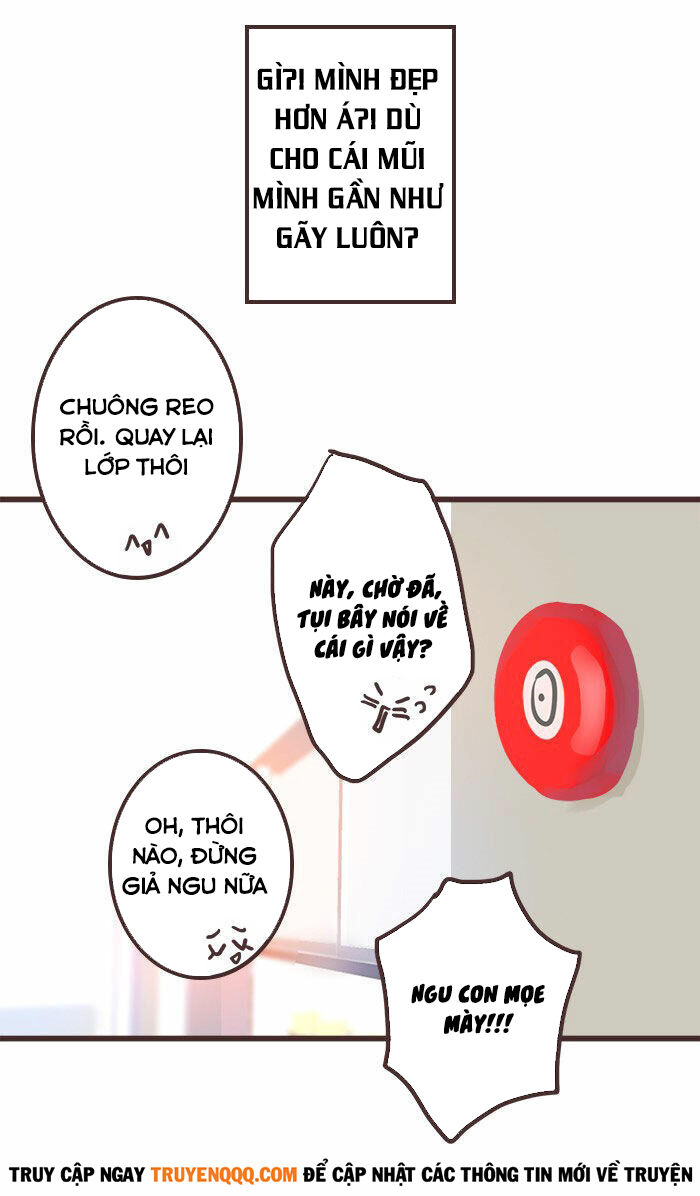 GÌ?! MÌNH ĐẸP
HƠN Á?! DÙ
CHO CÁI MŨI
MÌNH GẦN NHƯ
GÃY LUÔN?
CHUÔNG REO
RỒI. QUAY LẠI
LỚP THÔI
NÀY, CHỜ ĐÃ,
TỤI BÂY NÓI VỀ
CÁI GÌ VẬY?
OH, THÔI
NÀO, ĐỪNG
GIẢ NGU NỮA
NGU CON MỌE
MÀY!!!
TRUY CẬP NGAY TRUYENQQQ.COM ĐỂ CẬP NHẬT CÁC THÔNG TIN MỚI VỀ TRUYỆN